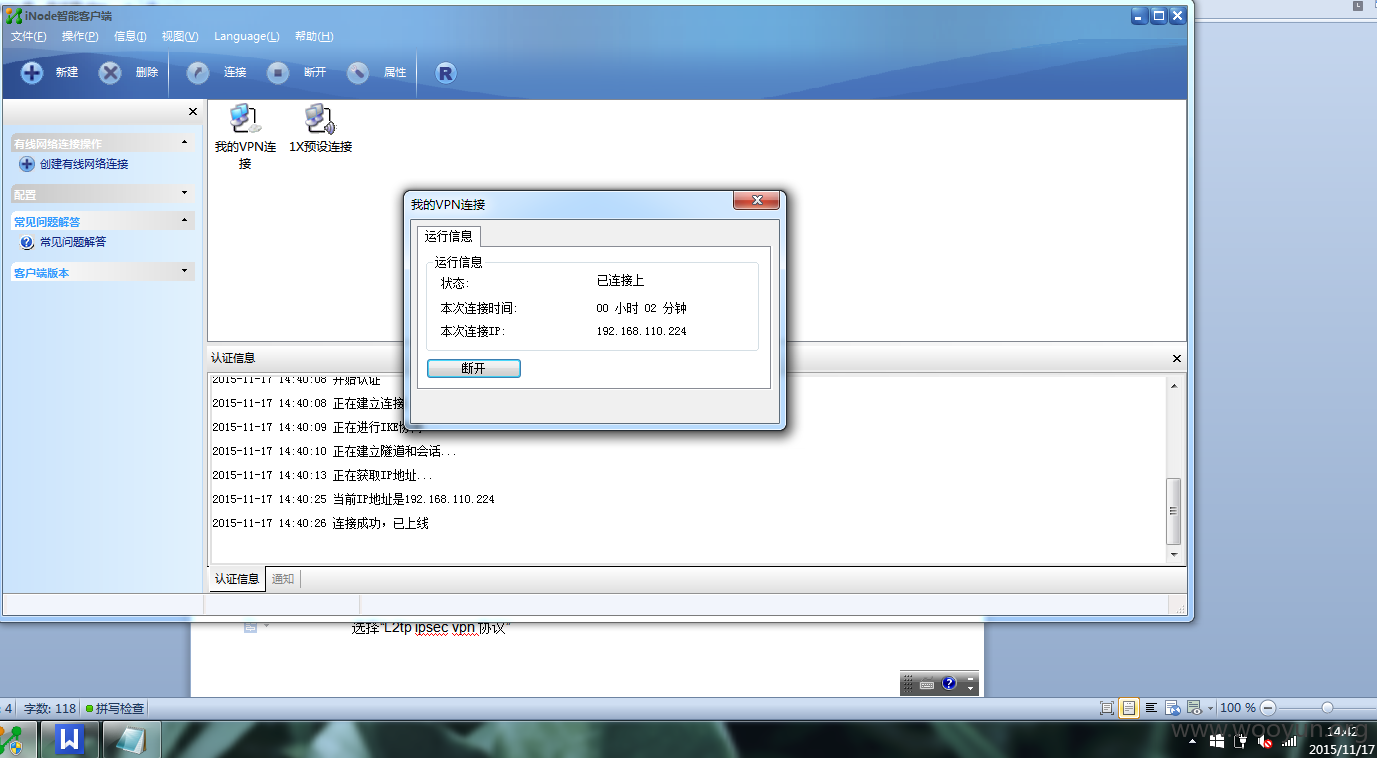 iNode智能客户端
文件(F) 操作(P) 信息(I) 视图(V) Language(L) 帮助(H)
新建 删除 连接 断开 属性 R
有线网络连接操作
创建有线网络连接
配置
常见问题解答
常见问题解答
客户端版本
我的VPN连
接
1X预设连接
我的VPN连接
运行信息
运行信息
状态: 已连接上
本次连接时间: 00 小时 02 分钟
本次连接IP: 192.168.110.224
断开
认证信息
2015-11-17 14:40:08 开始认证
2015-11-17 14:40:08 正在建立连接
2015-11-17 14:40:09 正在进行IKE协商
2015-11-17 14:40:10 正在建立隧道和会话...
2015-11-17 14:40:13 正在获取IP地址...
2015-11-17 14:40:25 当前IP地址是192.168.110.224
2015-11-17 14:40:26 连接成功，已上线
认证信息 通知
选择“L2tp ipsec vpn 协议”
: 4 字数: 118 拼写检查 100 %
www.wooyun.org
14:42
2015/11/17